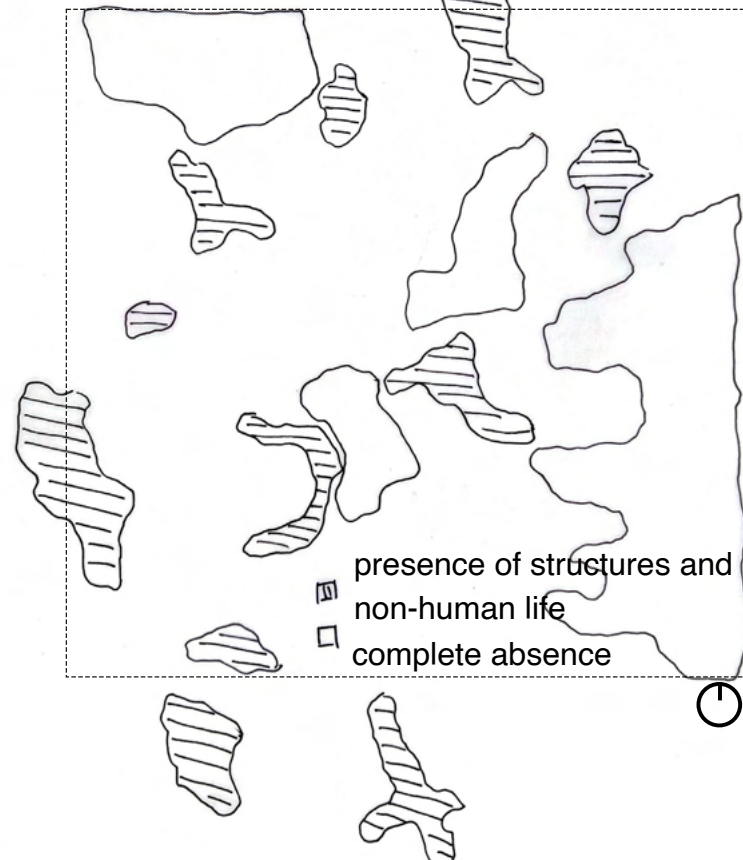 presence of structures and
non-human life
complete absence